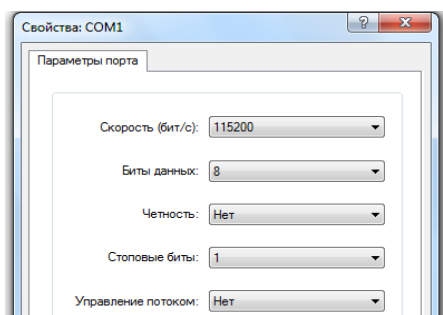 Свойства: COM1
Параметры порта
Скорость (бит/с): 115200
Биты данных: 8
Четность: Нет
Стоповые биты: 1
Управление потоком: Нет